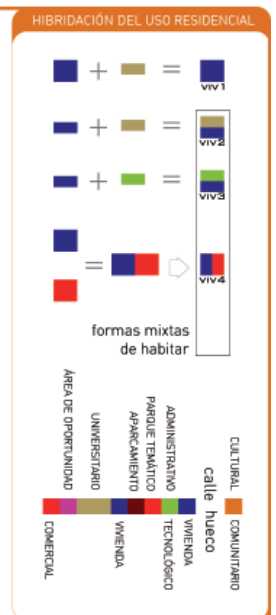 HIBRIDACIÓN DEL USO RESIDENCIAL
+ =
viv1
+ =
viv2
+ =
viv3
=
viv4
formas mixtas
de habitar
ÁREA DE OPORTUNIDAD
UNIVERSITARIO
APARCAMIENTO
PARQUE TEMÁTICO
ADMINISTRATIVO
calle hueco
CULTURAL
COMERCIAL
VIVIENDA
TECNOLÓGICO
VIVIENDA
COMUNITARIO